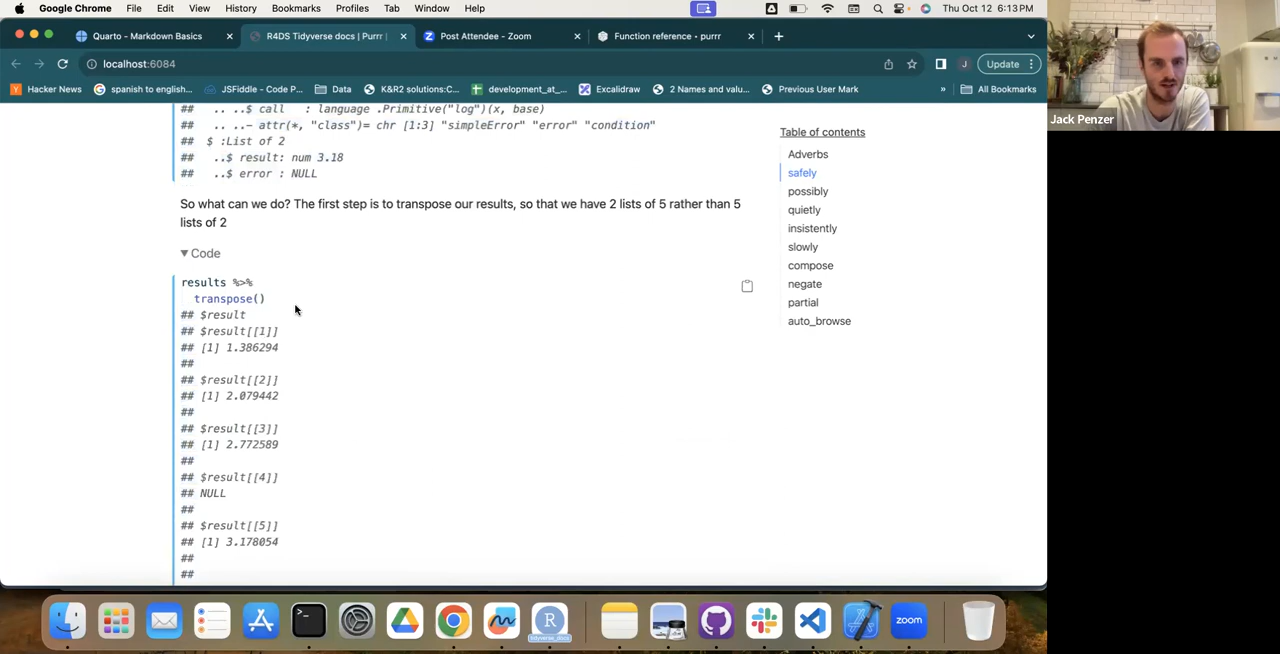 Google Chrome File Edit View History Bookmarks Profiles Tab Window Help Thu Oct 12 6:13 PM
Quarto - Markdown Basics R4DS Tidyverse docs | Purrr | Post Attendee - Zoom Function reference • purrr
localhost:6084 J Update
Hacker News spanish to english... JSFiddle - Code P... Data K&R2 solutions:C... development_at_... Excalidraw 2 Names and valu... Previous User Mark » All Bookmarks
## .. ..$ call : language .Primitive("log")(x, base)
## .. ..- attr(*, "class")= chr [1:3] "simpleError" "error" "condition"
## $ :List of 2
## ..$ result: num 3.18
## ..$ error : NULL
So what can we do? The first step is to transpose our results, so that we have 2 lists of 5 rather than 5
lists of 2
Code
results %>%
transpose()
## $result
## $result[[1]]
## [1] 1.386294
##
## $result[[2]]
## [1] 2.079442
##
## $result[[3]]
## [1] 2.772589
##
## $result[[4]]
## NULL
##
## $result[[5]]
## [1] 3.178054
##
##
Table of contents
Adverbs
safely
possibly
quietly
insistently
slowly
compose
negate
partial
auto_browse
Jack Penzer
R
tidyverse_docs
zoom